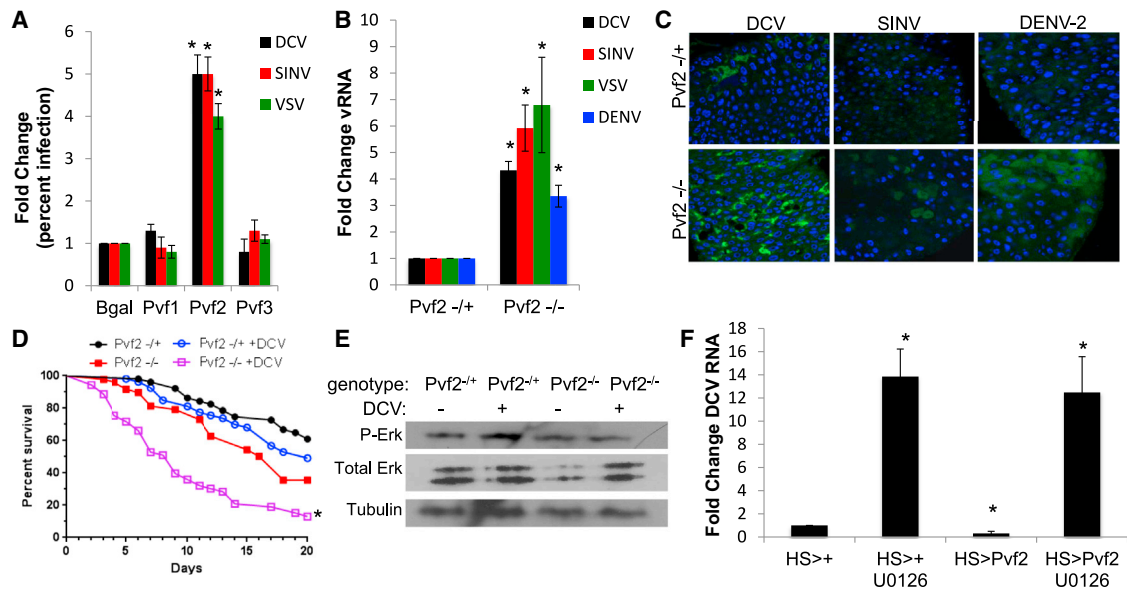 A
Fold Change
(percent infection)
6
5
4
3
2
1
0
* * *
DCV
SINV
VSV
Bgal Pvf1 Pvf2 Pvf3
B
Fold Change vRNA
10
9
8
7
6
5
4
3
2
1
0
* * * *
DCV
SINV
VSV
DENV
Pvf2 -/+ Pvf2 -/-
C
DCV SINV DENV-2
Pvf2 -/+
Pvf2 -/-
D
Pvf2 -/+ Pvf2 -/+ +DCV
Pvf2 -/- Pvf2 -/- +DCV
Percent survival
100
80
60
40
20
0
*
0 5 10 15 20
Days
E
genotype: Pvf2-/+ Pvf2-/+ Pvf2-/- Pvf2-/-
DCV: - + - +
P-Erk
Total Erk
Tubulin
F
Fold Change DCV RNA
18
16
14
12
10
8
6
4
2
0
* * *
HS>+ HS>+ HS>Pvf2 HS>Pvf2
U0126 U0126